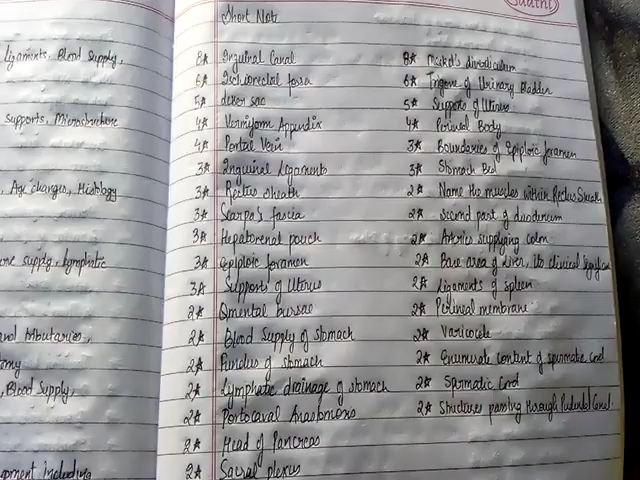 Saathi
Short Note
Ligaments, Blood Supply,
Supports, Microstructure
, Age changes, Histology
supply, Lymphatic
and tributaries,
Blood Supply,
including
8* Inguinal Canal
6* Ischiorectal fossa
5* lesser sac
4* Vermiform Appendix
4* Portal Vein
3* Inguinal Ligaments
3* Rectus sheath
3* Scarpa's fascia
3* Hepatorenal pouch
3* Epiploic foramen
3* Supports of Uterus
2* Omental bursae
2* Blood Supply of stomach
2* Fundus of stomach
2* Lymphatic drainage of stomach
2* Portocaval Anastomosis
2* Head of Pancreas
2* Sacral plexus
8* Meckel's diverticulum
6* Trigone of Urinary Bladder
5* Supports of Uterus
4* Perineal Body
3* Boundaries of Epiploic foramen
3* Stomach Bed
2* Name the muscles within Rectus Sheath
2* Second part of duodenum
2* Arteries supplying colon
2* Bare area of liver, its clinical
2* Ligaments of spleen
2* Perineal membrane
2* Varicocele
2* Enumerate content of spermatic cord
2* Spermatic Cord
2* Structures passing through Pudendal Canal.